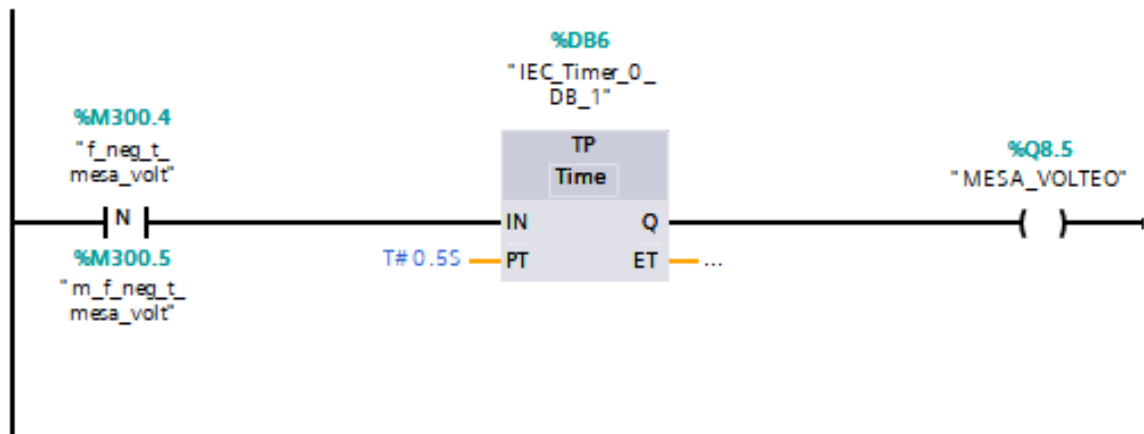 %DB6
"IEC_Timer_0_
DB_1"
%M300.4
"f_neg_t_
mesa_volt"
N
%M300.5
"m_f_neg_t_
mesa_volt"
TP
Time
IN
Q
T#0.5S
PT
ET
...
%Q8.5
"MESA_VOLTEO"